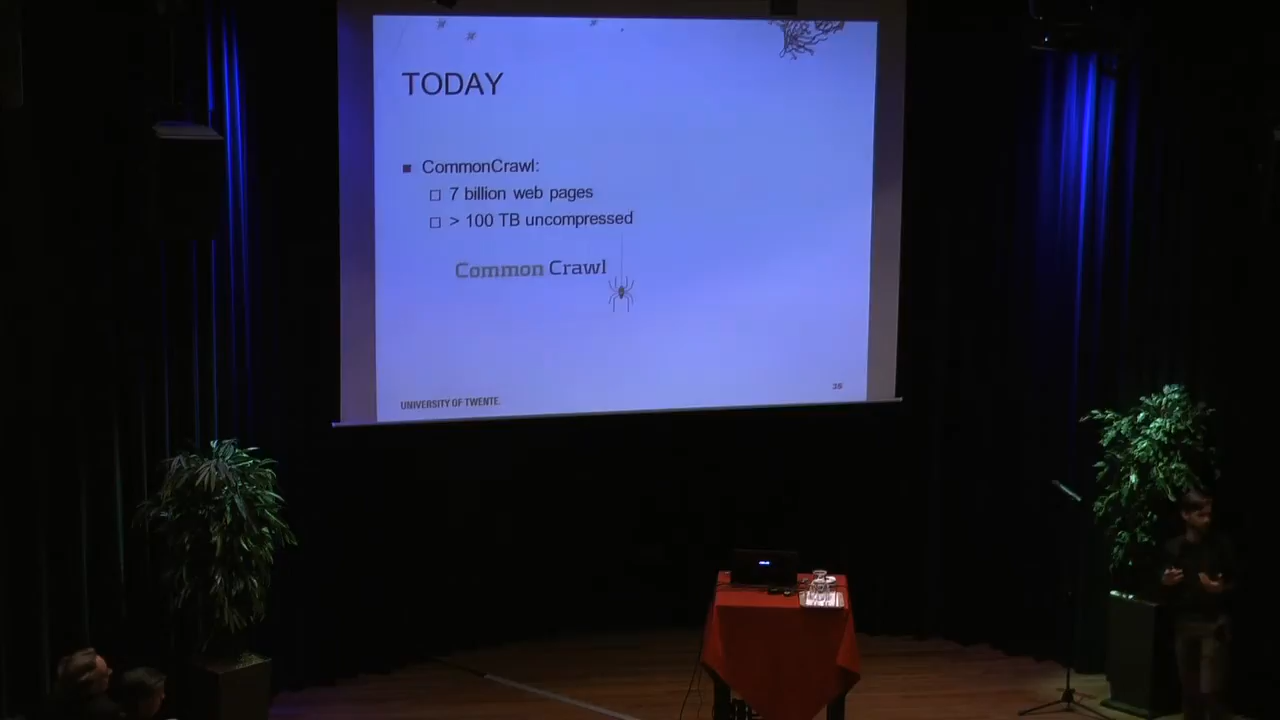 TODAY
CommonCrawl:
7 billion web pages
> 100 TB uncompressed
Common Crawl
UNIVERSITY OF TWENTE.